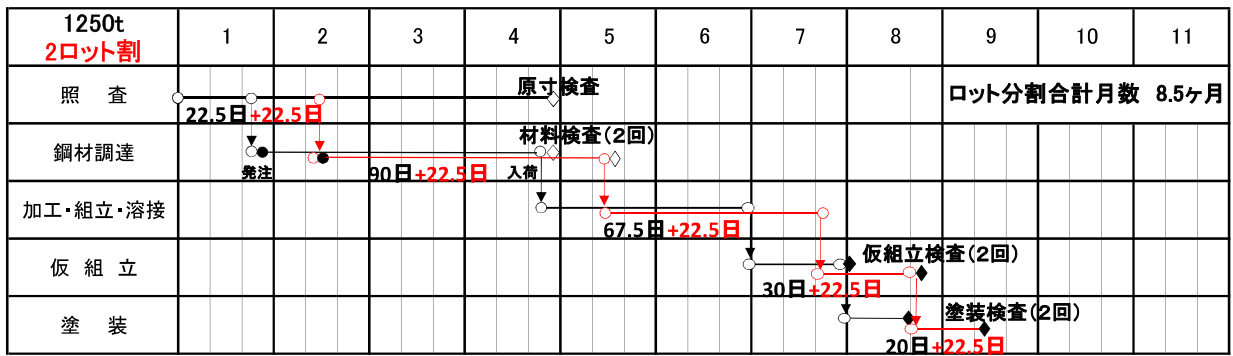 1250t
2ロット割
1 2 3 4 5 6 7 8 9 10 11
照 査
原寸検査
ロット分割合計月数 8.5ヶ月
22.5日+22.5日
鋼材調達
材料検査(2回)
発注
90日+22.5日
入荷
加工・組立・溶接
67.5日+22.5日
仮 組 立
仮組立検査(2回)
30日+22.5日
塗 装
塗装検査(2回)
20日+22.5日